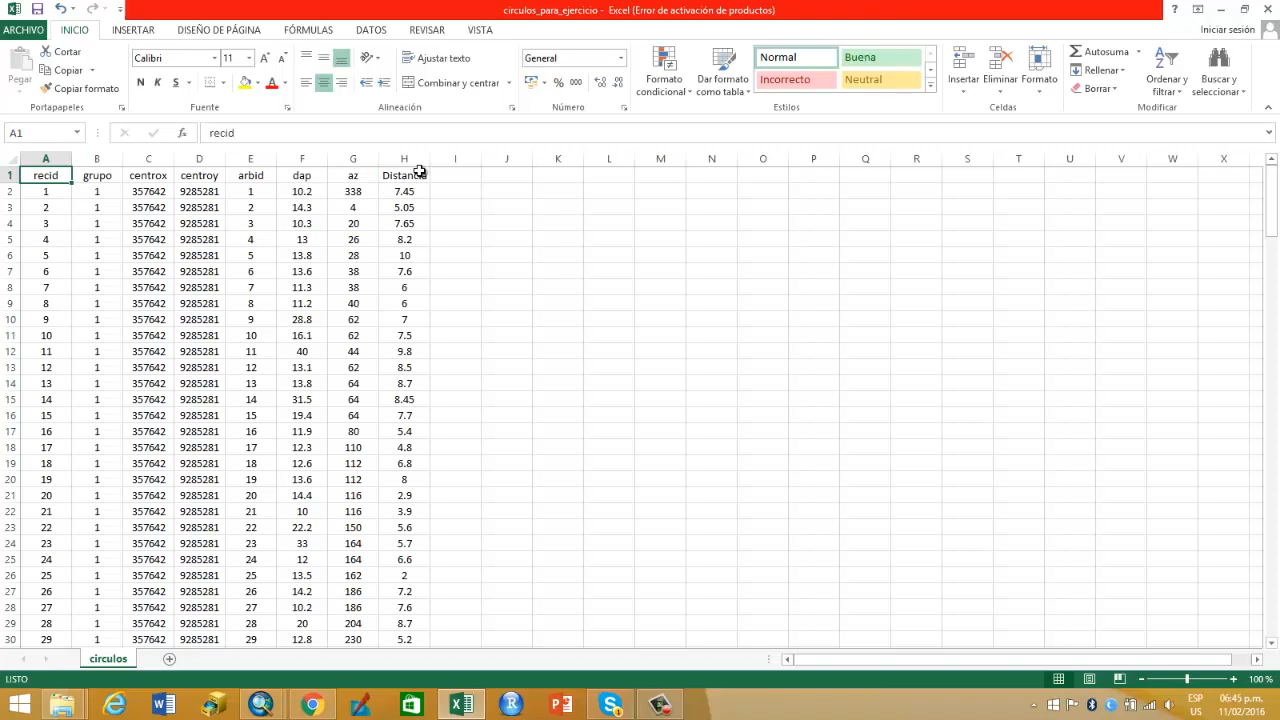 circulos_para_ejercicio - Excel (Error de activación de productos)
?
ARCHIVO INICIO INSERTAR DISEÑO DE PÁGINA FÓRMULAS DATOS REVISAR VISTA Iniciar sesión
Pegar
Cortar
Copiar
Copiar formato
Portapapeles
Calibri 11
N K S
Fuente
Ajustar texto
Combinar y centrar
Alineación
General
% 000
Número
Formato condicional
Dar formato como tabla
Normal Buena
Incorrecto Neutral
Estilos
Insertar Eliminar Formato
Celdas
Autosuma
Rellenar
Borrar
Ordenar y filtrar
Buscar y seleccionar
Modificar
A1 fx recid
A B C D E F G H I J K L M N O P Q R S T U V W X
1 recid grupo centrox centroy arbid dap az Distancia
2 1 1 357642 9285281 1 10.2 338 7.45
3 2 1 357642 9285281 2 14.3 4 5.05
4 3 1 357642 9285281 3 10.3 20 7.65
5 4 1 357642 9285281 4 13 26 8.2
6 5 1 357642 9285281 5 13.8 28 10
7 6 1 357642 9285281 6 13.6 38 7.6
8 7 1 357642 9285281 7 11.3 38 6
9 8 1 357642 9285281 8 11.2 40 6
10 9 1 357642 9285281 9 28.8 62 7
11 10 1 357642 9285281 10 16.1 62 7.5
12 11 1 357642 9285281 11 40 44 9.8
13 12 1 357642 9285281 12 13.1 62 8.5
14 13 1 357642 9285281 13 13.8 64 8.7
15 14 1 357642 9285281 14 31.5 64 8.45
16 15 1 357642 9285281 15 19.4 64 7.7
17 16 1 357642 9285281 16 11.9 80 5.4
18 17 1 357642 9285281 17 12.3 110 4.8
19 18 1 357642 9285281 18 12.6 112 6.8
20 19 1 357642 9285281 19 13.6 112 8
21 20 1 357642 9285281 20 14.4 116 2.9
22 21 1 357642 9285281 21 10 116 3.9
23 22 1 357642 9285281 22 22.2 150 5.6
24 23 1 357642 9285281 23 33 164 5.7
25 24 1 357642 9285281 24 12 164 6.6
26 25 1 357642 9285281 25 13.5 162 2
27 26 1 357642 9285281 26 14.2 186 7.2
28 27 1 357642 9285281 27 10.2 186 7.6
29 28 1 357642 9285281 28 20 204 8.7
30 29 1 357642 9285281 29 12.8 230 5.2
circulos
LISTO 100 %
ESP 06:45 p.m.
US 11/02/2016